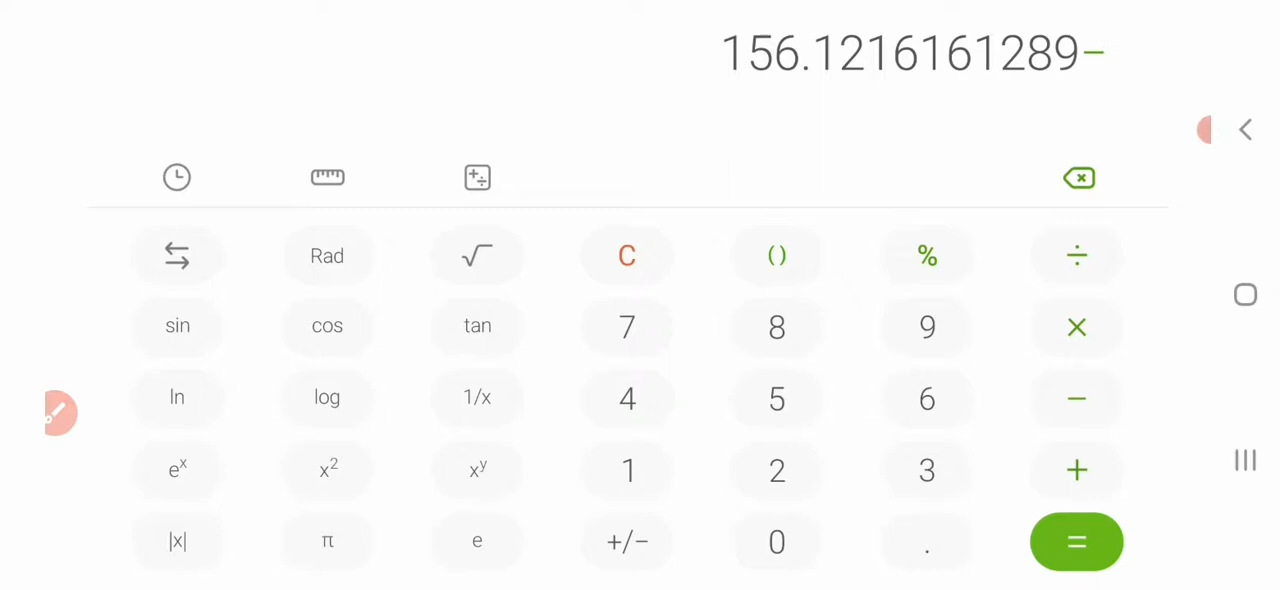 156.1216161289−
Rad √ C () % ÷
sin cos tan 7 8 9 ×
ln log 1/x 4 5 6 −
eˣ x² xʸ 1 2 3 +
|x| π e +/− 0 . =